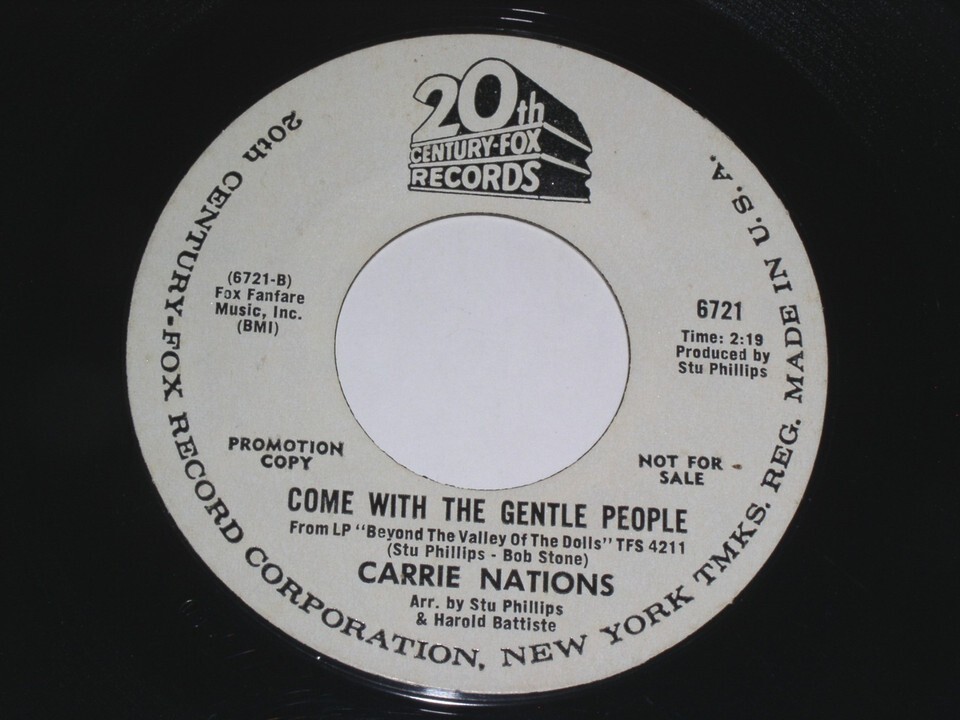 20th
CENTURY-FOX
RECORDS
20th CENTURY-FOX RECORD CORPORATION, NEW YORK TMKS. REG. MADE IN U.S.A.
(6721-B)
Fox Fanfare
Music, Inc.
(BMI)
6721
Time: 2:19
Produced by
Stu Phillips
PROMOTION
COPY
NOT FOR
SALE
COME WITH THE GENTLE PEOPLE
From LP "Beyond The Valley Of The Dolls" TFS 4211
(Stu Phillips - Bob Stone)
CARRIE NATIONS
Arr. by Stu Phillips
& Harold Battiste